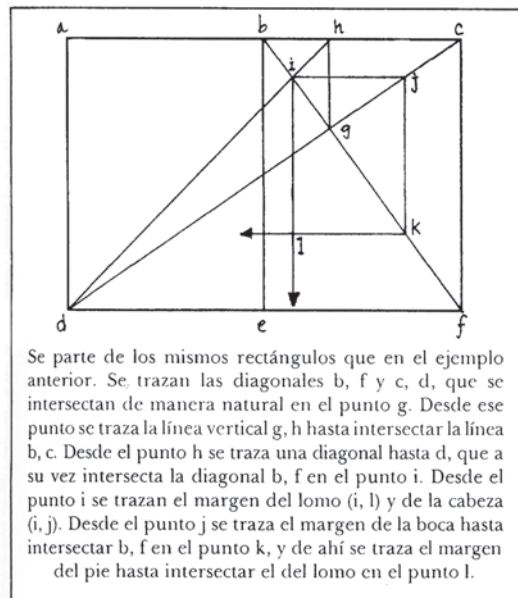 a b h c
i j
g
l k
d e f
Se parte de los mismos rectángulos que en el ejemplo
anterior. Se trazan las diagonales b, f y c, d, que se
intersectan de manera natural en el punto g. Desde ese
punto se traza la línea vertical g, h hasta intersectar la línea
b, c. Desde el punto h se traza una diagonal hasta d, que a
su vez intersecta la diagonal b, f en el punto i. Desde el
punto i se trazan el margen del lomo (i, l) y de la cabeza
(i, j). Desde el punto j se traza el margen de la boca hasta
intersectar b, f en el punto k, y de ahí se traza el margen
del pie hasta intersectar el del lomo en el punto l.